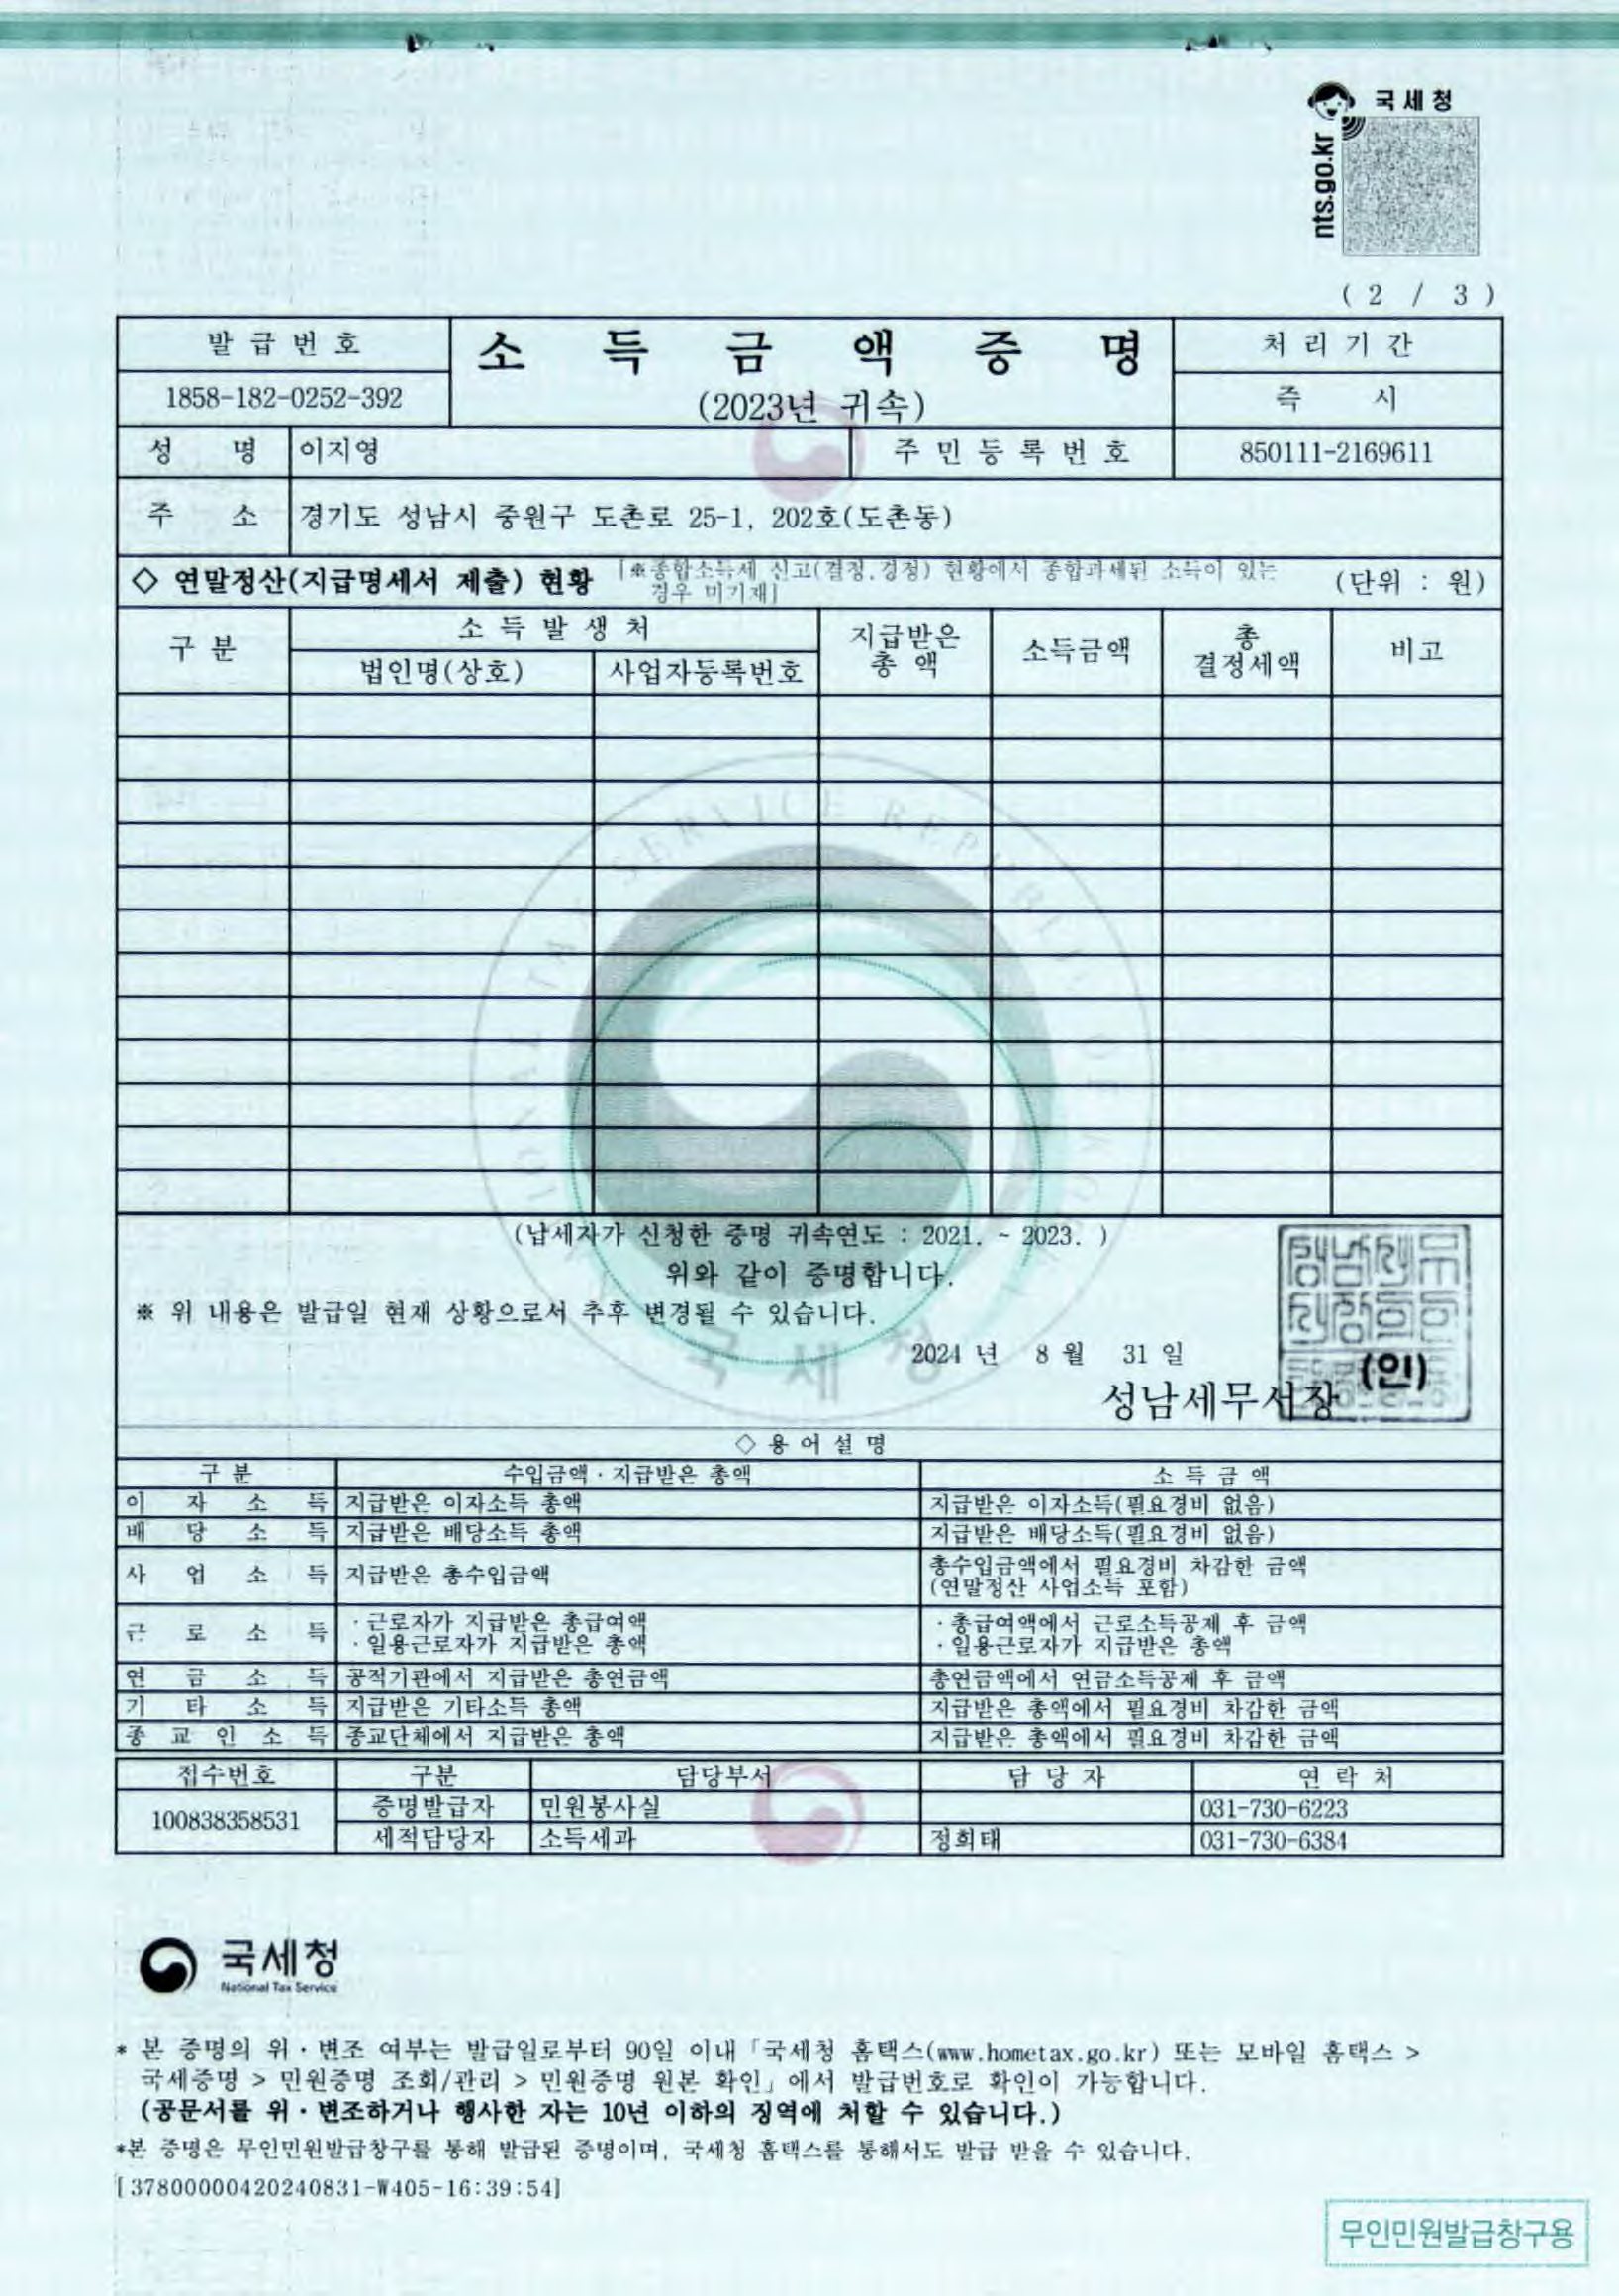 국세청
nts.go.kr
( 2 / 3 )
발 급 번 호
소 득 금 액 증 명
처 리 기 간
1858-182-0252-392
(2023년 귀속)
즉 시
성 명 이지영 주 민 등 록 번 호 850111-2169611
주 소 경기도 성남시 중원구 도촌로 25-1, 202호(도촌동)
◇ 연말정산(지급명세서 제출) 현황 [※종합소득세 신고(결정,경정) 현황에서 종합과세된 소득이 있는
경우 미기재] (단위 : 원)
구 분 소 득 발 생 처 지급받은 총 액 소득금액 총 결정세액 비고
법인명(상호) 사업자등록번호
(납세자가 신청한 증명 귀속연도 : 2021. ~ 2023. )
위와 같이 증명합니다.
※ 위 내용은 발급일 현재 상황으로서 추후 변경될 수 있습니다.
국세청
2024 년 8 월 31 일
성남세무서장 (인)
◇ 용 어 설 명
구 분 수입금액·지급받은 총액 소 득 금 액
이 자 소 득 지급받은 이자소득 총액 지급받은 이자소득(필요경비 없음)
배 당 소 득 지급받은 배당소득 총액 지급받은 배당소득(필요경비 없음)
사 업 소 득 지급받은 총수입금액 총수입금액에서 필요경비 차감한 금액
(연말정산 사업소득 포함)
근 로 소 득 · 근로자가 지급받은 총급여액 · 총급여액에서 근로소득공제 후 금액
· 일용근로자가 지급받은 총액 · 일용근로자가 지급받은 총액
연 금 소 득 공적기관에서 지급받은 총연금액 총연금액에서 연금소득공제 후 금액
기 타 소 득 지급받은 기타소득 총액 지급받은 총액에서 필요경비 차감한 금액
종 교 인 소 득 종교단체에서 지급받은 총액 지급받은 총액에서 필요경비 차감한 금액
접수번호 구분 담당부서 담 당 자 연 락 처
100838358531 증명발급자 민원봉사실 031-730-6223
세적담당자 소득세과 정희태 031-730-6384
국세청
National Tax Service
* 본 증명의 위·변조 여부는 발급일로부터 90일 이내「국세청 홈택스(www.hometax.go.kr) 또는 모바일 홈택스 >
국세증명 > 민원증명 조회/관리 > 민원증명 원본 확인」에서 발급번호로 확인이 가능합니다.
(공문서를 위·변조하거나 행사한 자는 10년 이하의 징역에 처할 수 있습니다.)
*본 증명은 무인민원발급창구를 통해 발급된 증명이며, 국세청 홈택스를 통해서도 발급 받을 수 있습니다.
[37800000420240831-W405-16:39:54]
무인민원발급창구용